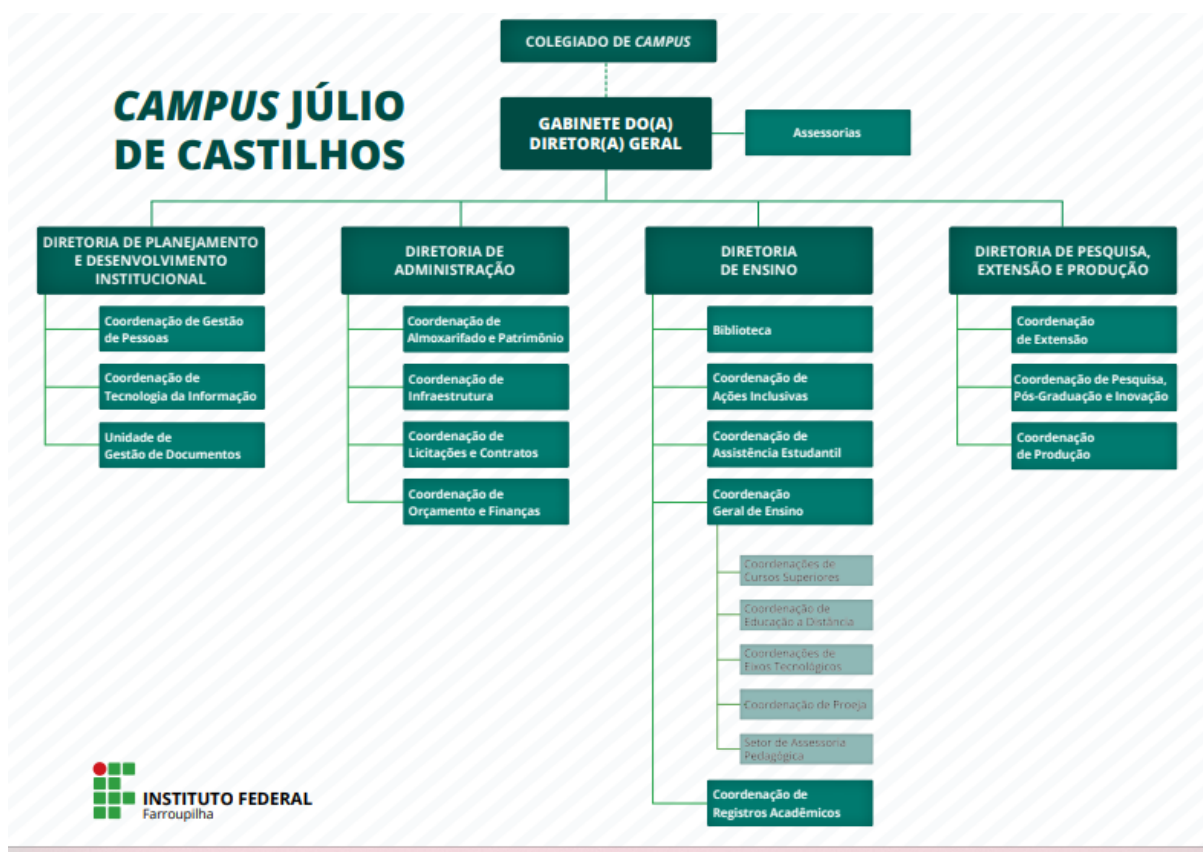 COLEGIADO DE CAMPUS
CAMPUS JÚLIO
DE CASTILHOS
GABINETE DO(A)
DIRETOR(A) GERAL
Assessorias
DIRETORIA DE PLANEJAMENTO
E DESENVOLVIMENTO
INSTITUCIONAL
Coordenação de Gestão
de Pessoas
Coordenação de
Tecnologia da Informação
Unidade de
Gestão de Documentos
DIRETORIA DE
ADMINISTRAÇÃO
Coordenação de
Almoxarifado e Patrimônio
Coordenação de
Infraestrutura
Coordenação de
Licitações e Contratos
Coordenação de
Orçamento e Finanças
DIRETORIA
DE ENSINO
Biblioteca
Coordenação de
Ações Inclusivas
Coordenação de
Assistência Estudantil
Coordenação
Geral de Ensino
Coordenações de
Cursos Superiores
Coordenação de
Educação a Distância
Coordenações de
Eixos Tecnológicos
Coordenação de Proeja
Setor de Assessoria
Pedagógica
Coordenação de
Registros Acadêmicos
DIRETORIA DE PESQUISA,
EXTENSÃO E PRODUÇÃO
Coordenação
de Extensão
Coordenação de Pesquisa,
Pós-Graduação e Inovação
Coordenação
de Produção
INSTITUTO FEDERAL
Farroupilha